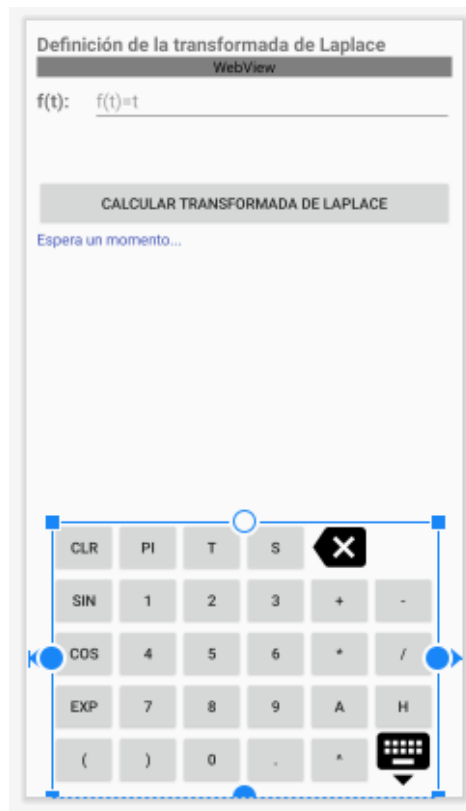 Definición de la transformada de Laplace
WebView
f(t): f(t)=t
CALCULAR TRANSFORMADA DE LAPLACE
Espera un momento...
CLR PI T S
SIN 1 2 3 + -
COS 4 5 6 * /
EXP 7 8 9 A H
( ) 0 . ^